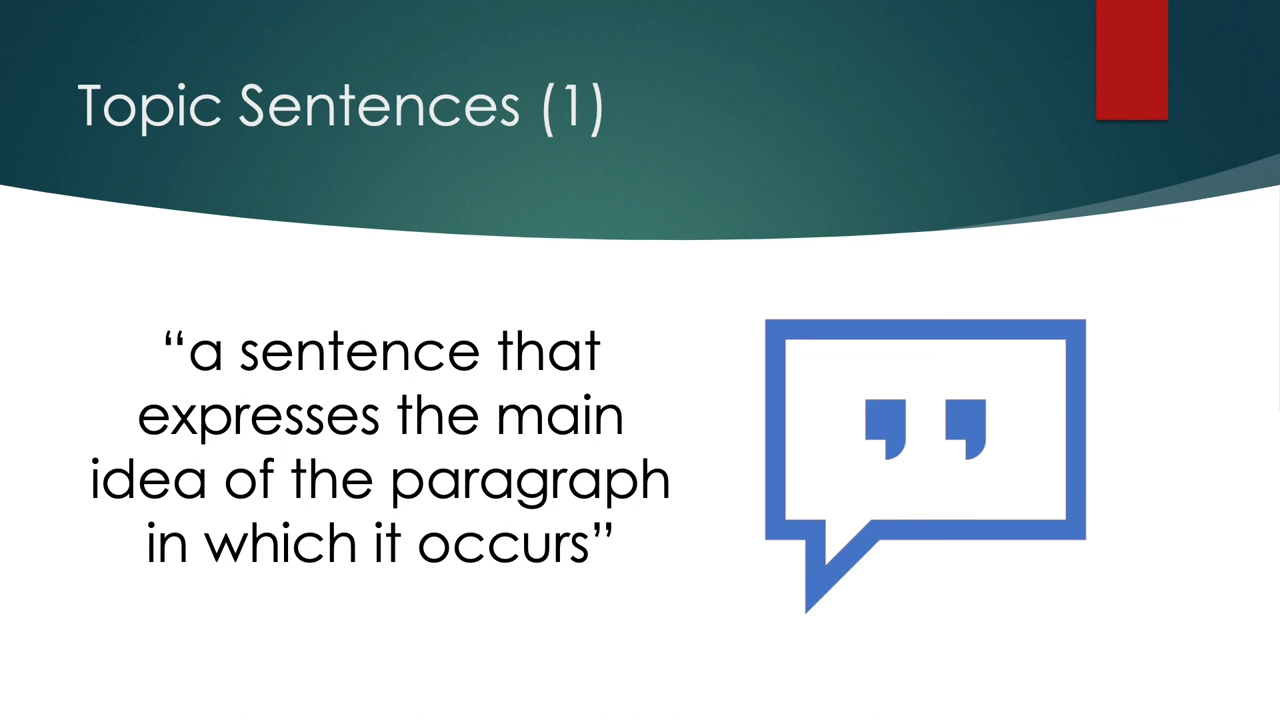 Topic Sentences (1)
“a sentence that
expresses the main
idea of the paragraph
in which it occurs”